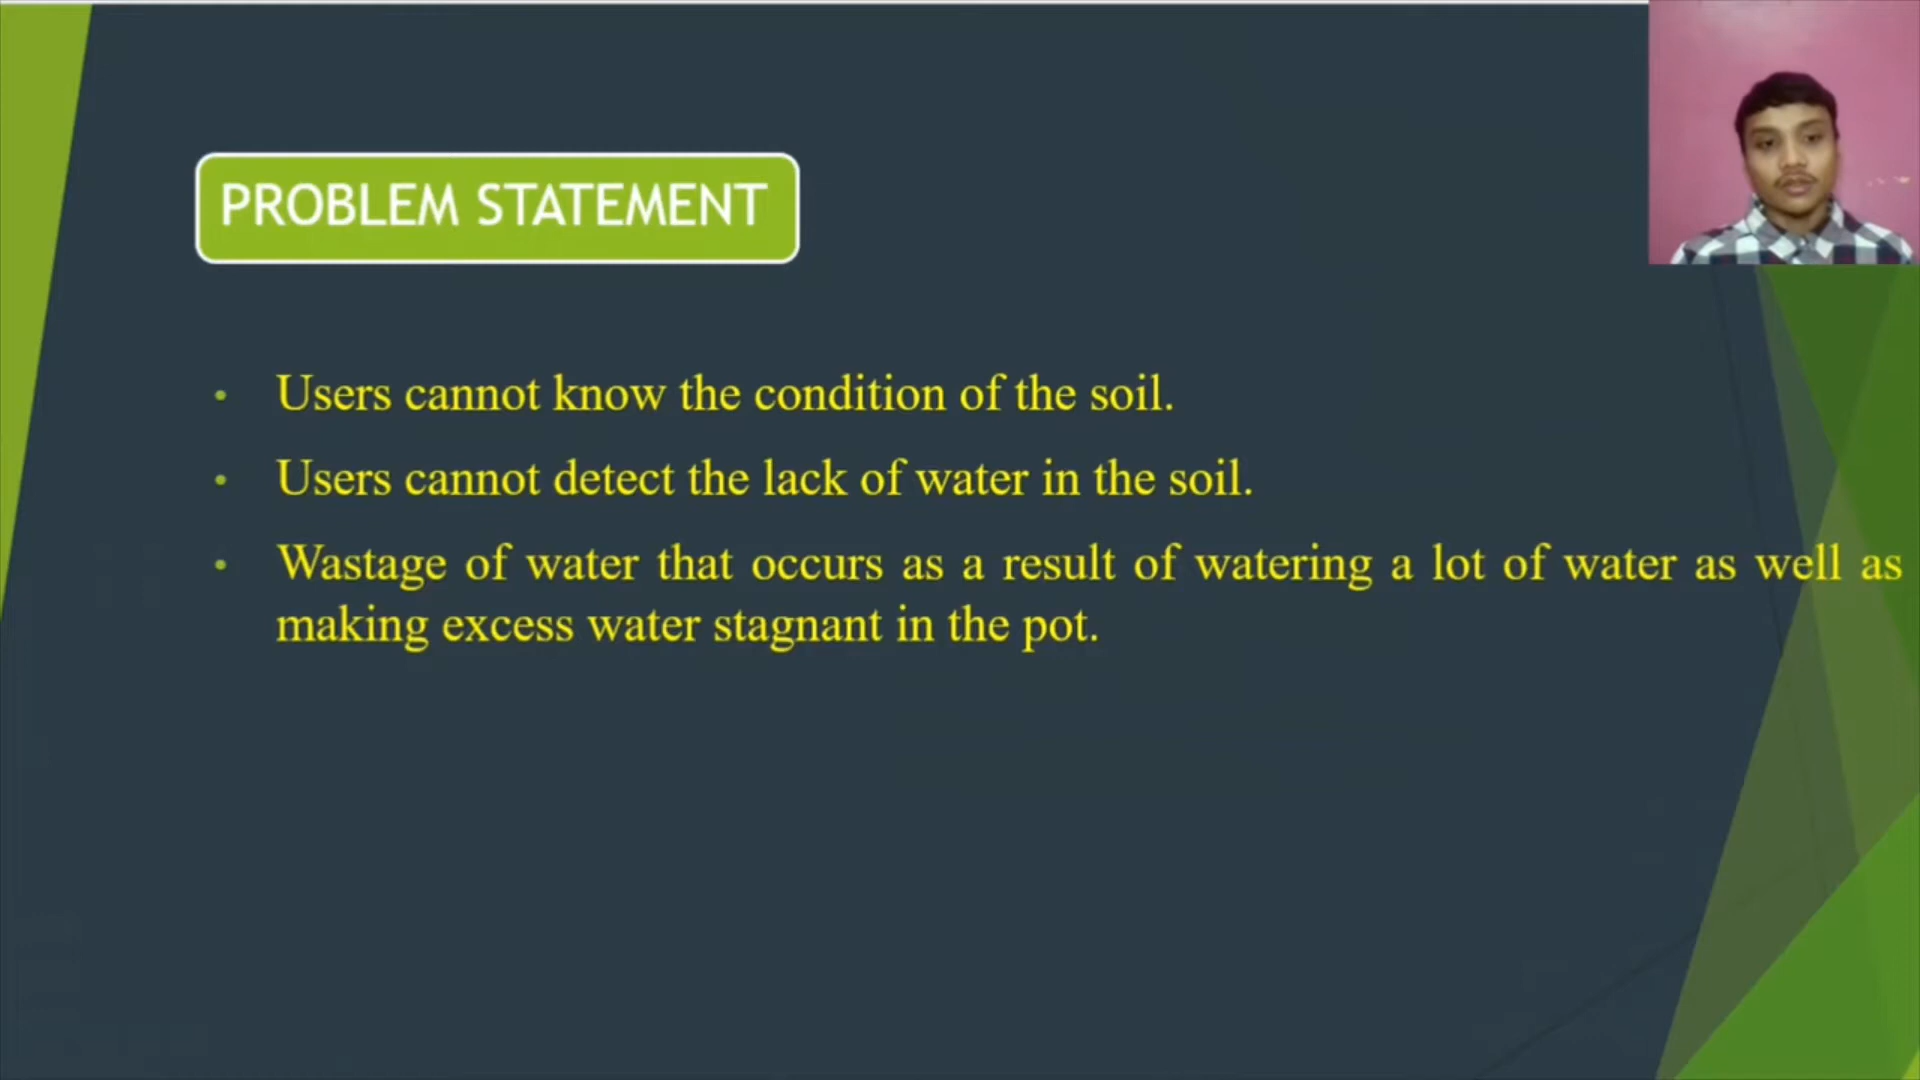 PROBLEM STATEMENT
• Users cannot know the condition of the soil.
• Users cannot detect the lack of water in the soil.
• Wastage of water that occurs as a result of watering a lot of water as well as
making excess water stagnant in the pot.